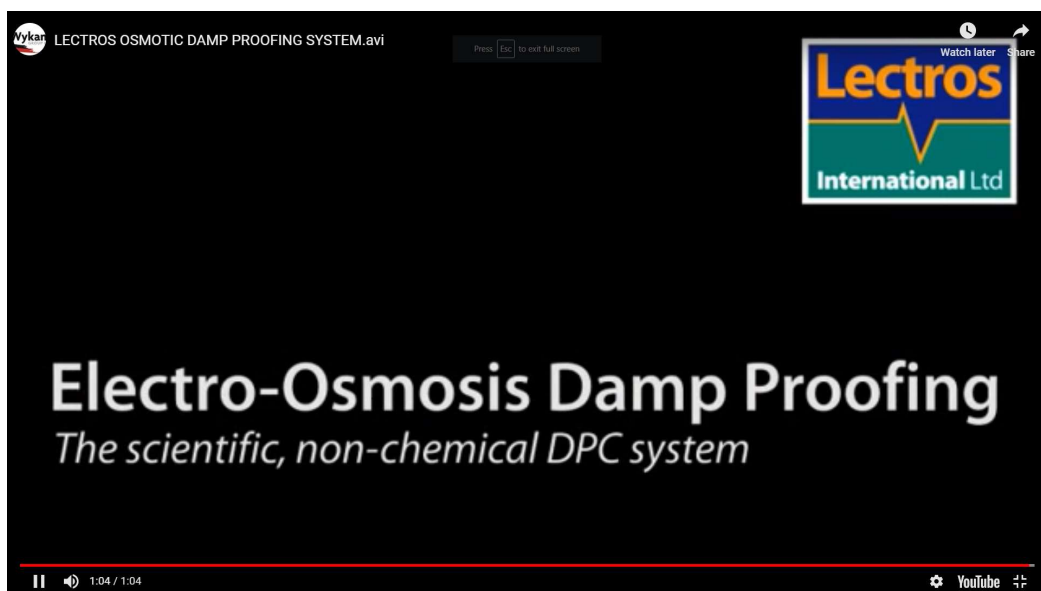 Wykan
LECTROS OSMOTIC DAMP PROOFING SYSTEM.avi
Press Esc to exit full screen
Watch later
Share
Lectros
International Ltd
Electro-Osmosis Damp Proofing
The scientific, non-chemical DPC system
1:04 / 1:04
YouTube